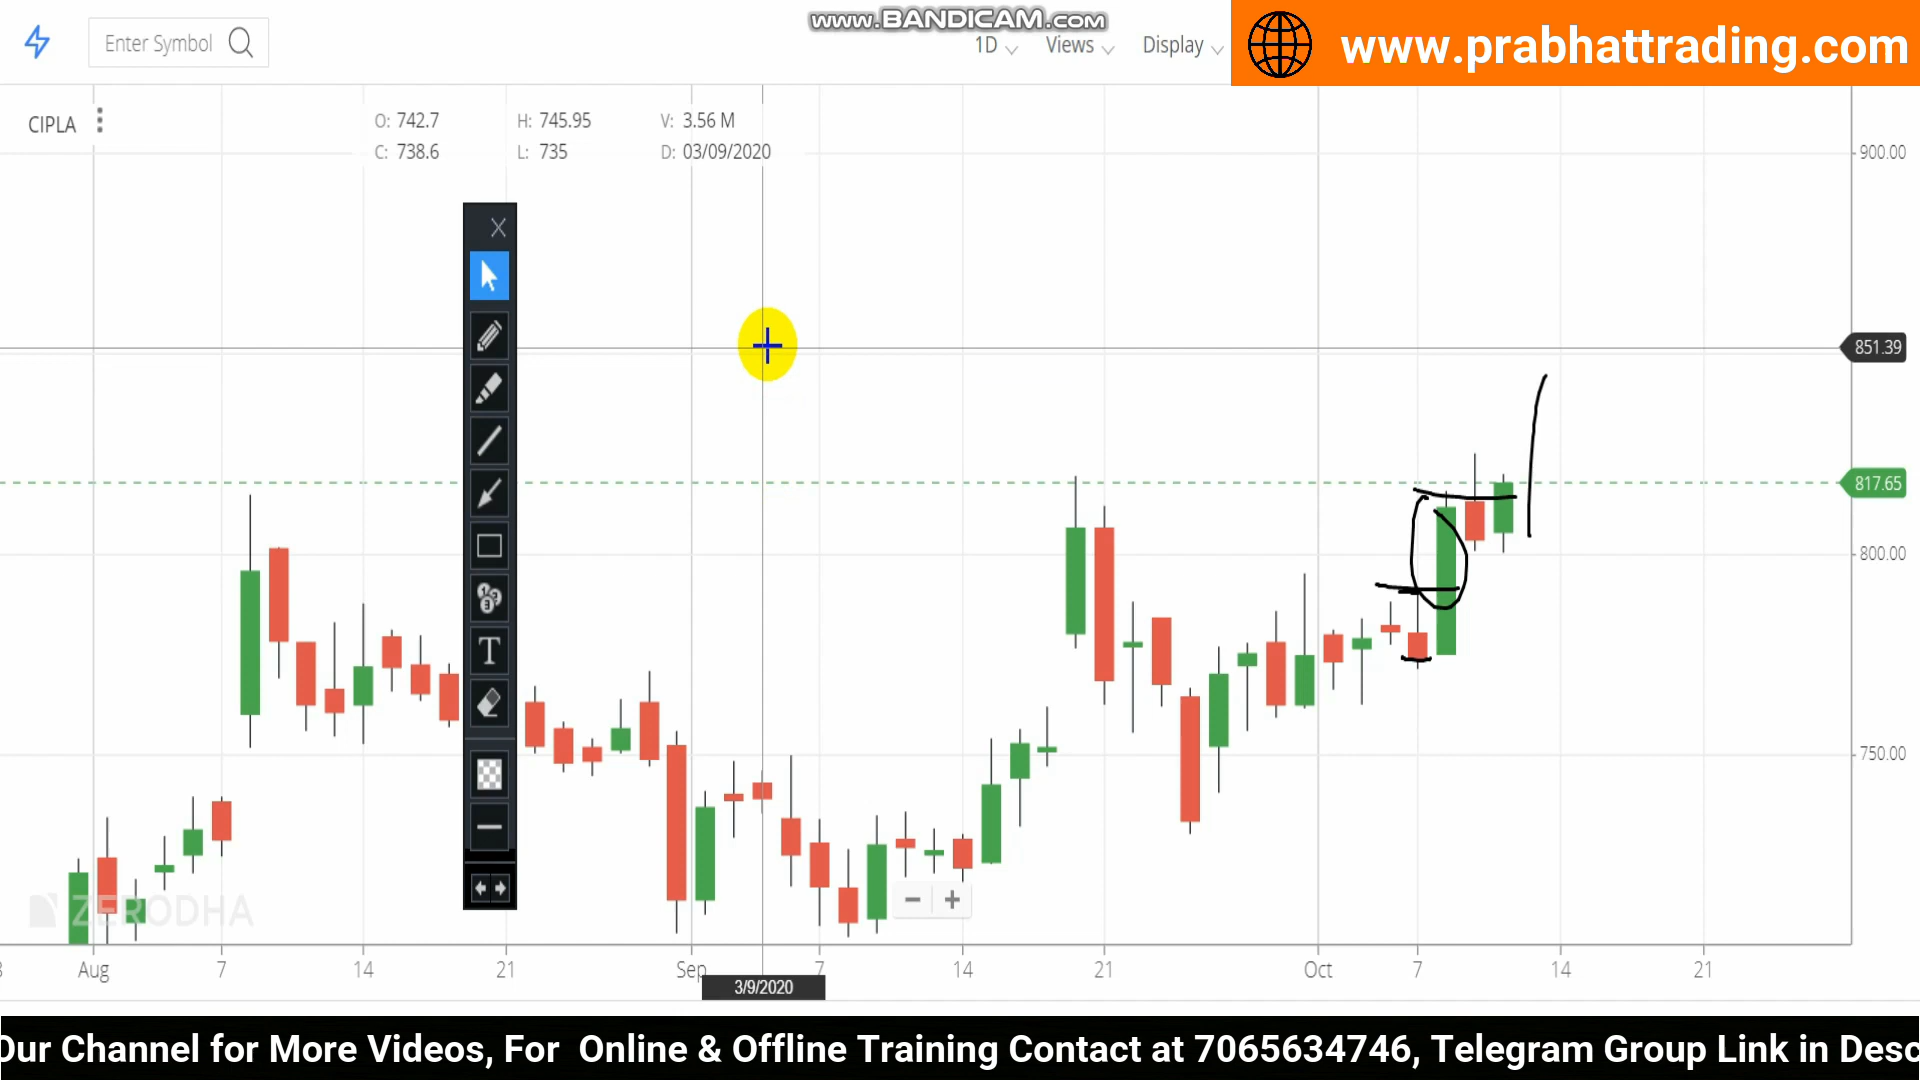 www.BANDICAM.com
Enter Symbol
1D
Views
Display
www.prabhattrading.com
CIPLA
O: 742.7
H: 745.95
V: 3.56 M
C: 738.6
L: 735
D: 03/09/2020
900.00
851.39
817.65
800.00
750.00
T
ZERODHA
Aug
7
14
21
Sep
7
14
21
Oct
7
14
21
3/9/2020
Our Channel for More Videos, For Online & Offline Training Contact at 7065634746, Telegram Group Link in Desc